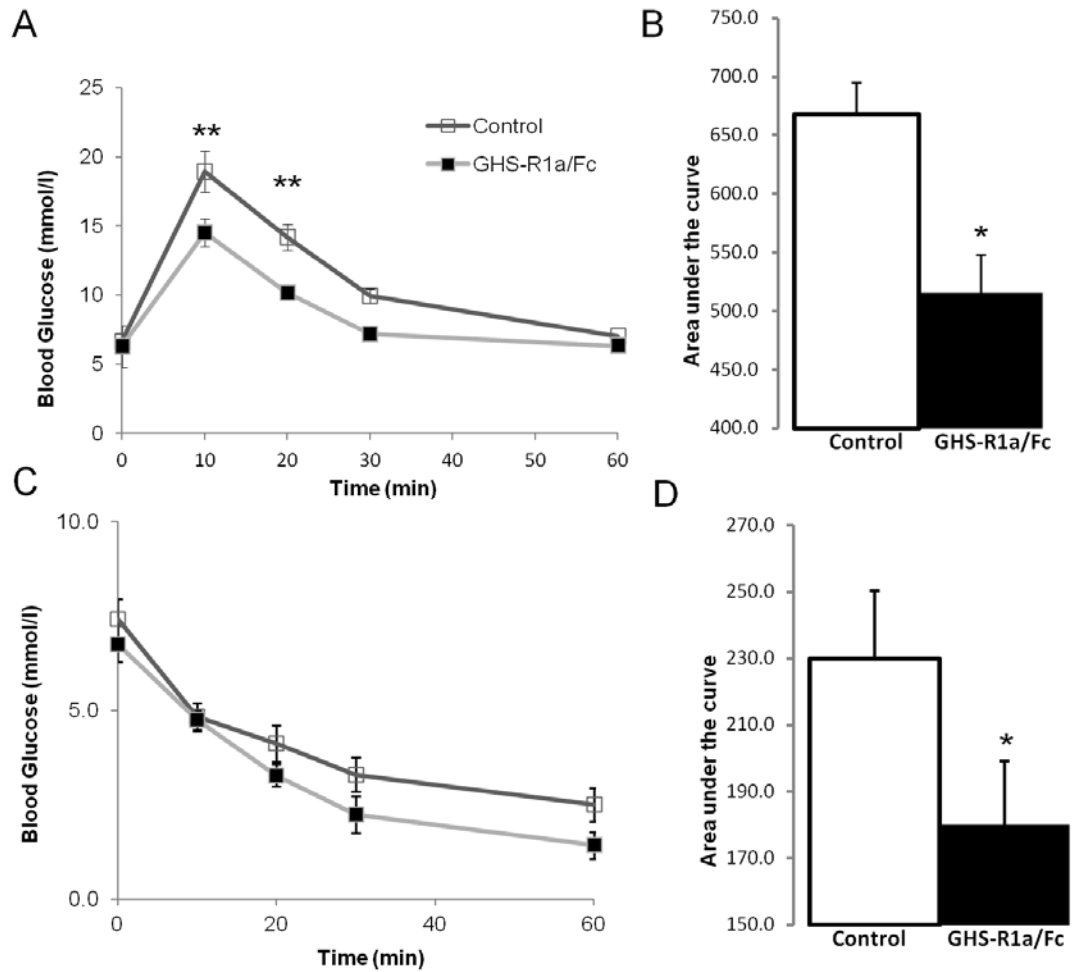 A
Blood Glucose (mmol/l)
25
20
15
10
5
0
**
**
Control
GHS-R1a/Fc
0 10 20 30 40 50 60
Time (min)
B
Area under the curve
750.0
700.0
650.0
600.0
550.0
500.0
450.0
400.0
*
Control GHS-R1a/Fc
C
Blood Glucose (mmol/l)
10.0
5.0
0.0
0 20 40 60
Time (min)
D
Area under the curve
270.0
250.0
230.0
210.0
190.0
170.0
150.0
*
Control GHS-R1a/Fc